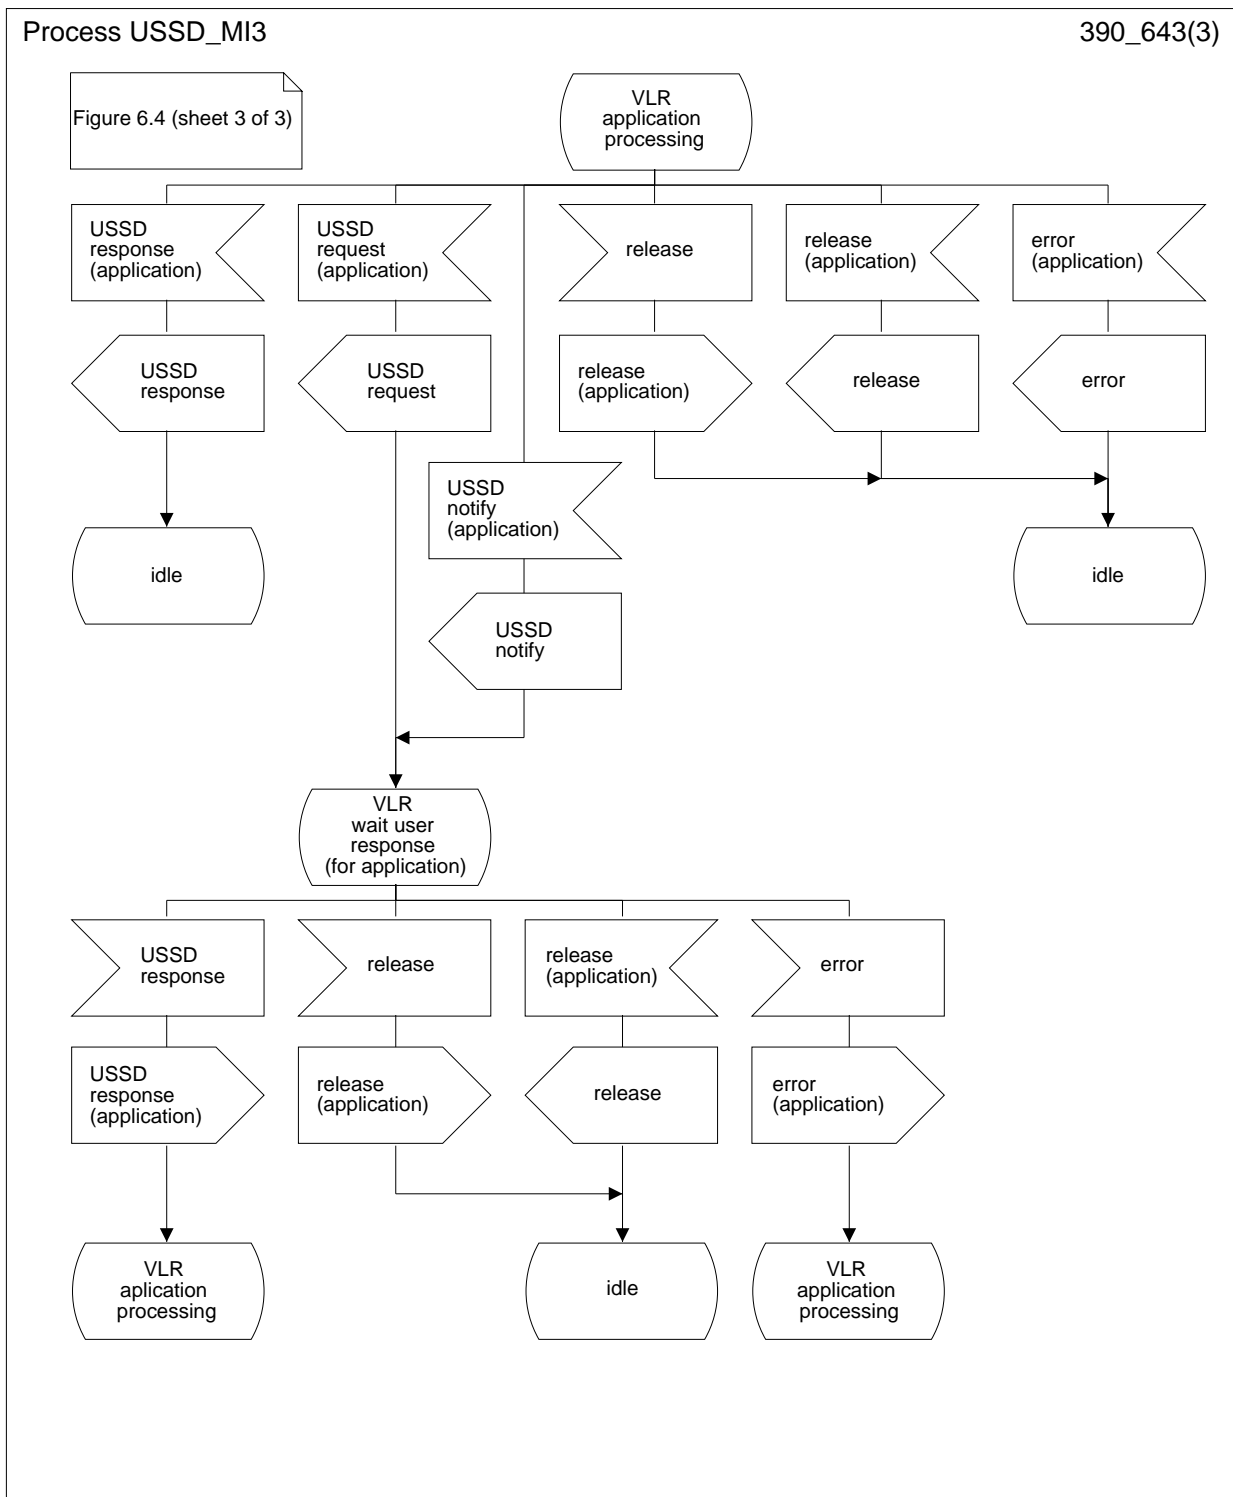 Process USSD_MI3
390_643(3)
Figure 6.4 (sheet 3 of 3)
VLR
application
processing
USSD
response
(application)
USSD
request
(application)
release
release
(application)
error
(application)
USSD
response
USSD
request
release
(application)
release
error
USSD
notify
(application)
idle
idle
USSD
notify
VLR
wait user
response
(for application)
USSD
response
release
release
(application)
error
USSD
response
(application)
release
(application)
release
error
(application)
VLR
aplication
processing
idle
VLR
application
processing